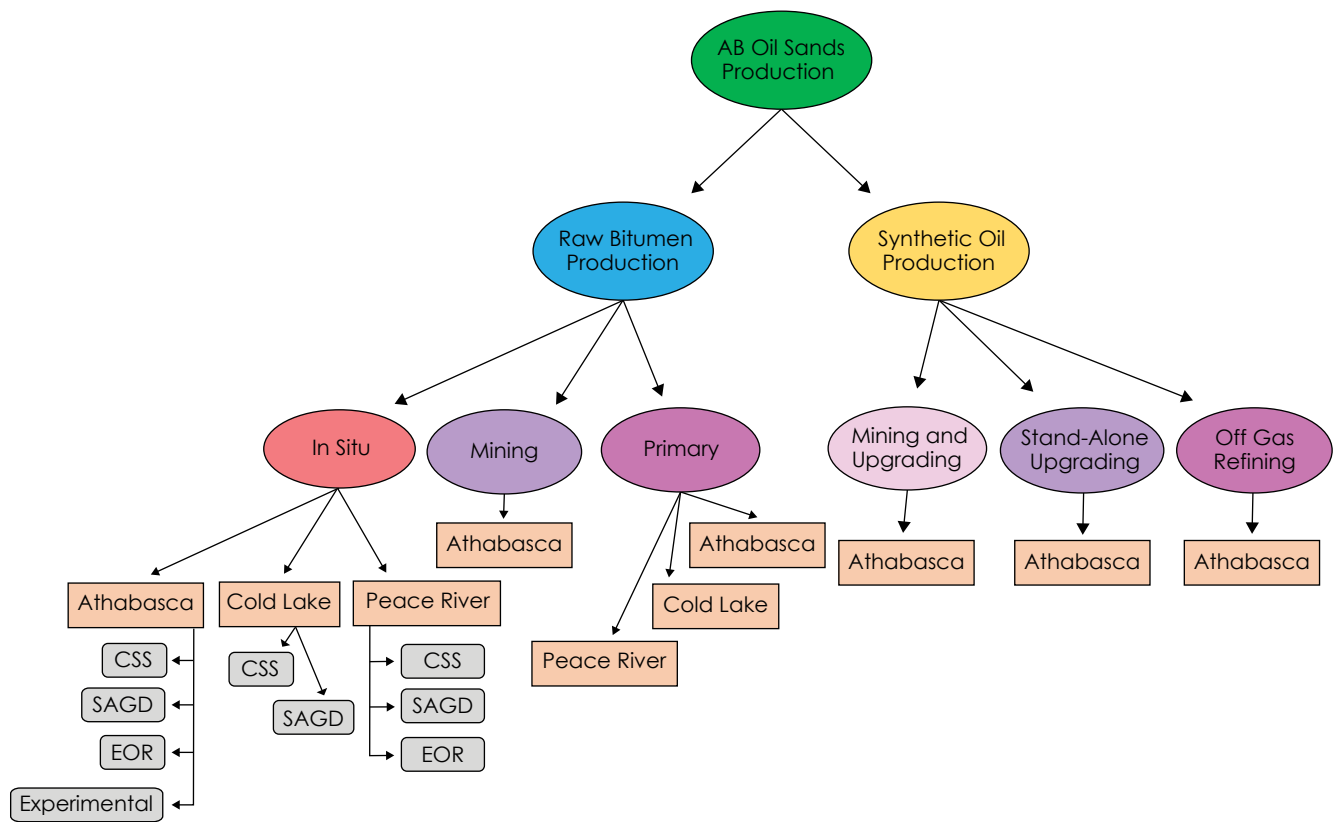 AB Oil Sands
Production
Raw Bitumen
Production
Synthetic Oil
Production
In Situ
Mining
Primary
Mining and
Upgrading
Stand-Alone
Upgrading
Off Gas
Refining
Athabasca
Athabasca
Athabasca
Athabasca
Athabasca
Athabasca
Cold Lake
Peace River
Cold Lake
Peace River
CSS
SAGD
EOR
Experimental
CSS
SAGD
CSS
SAGD
EOR